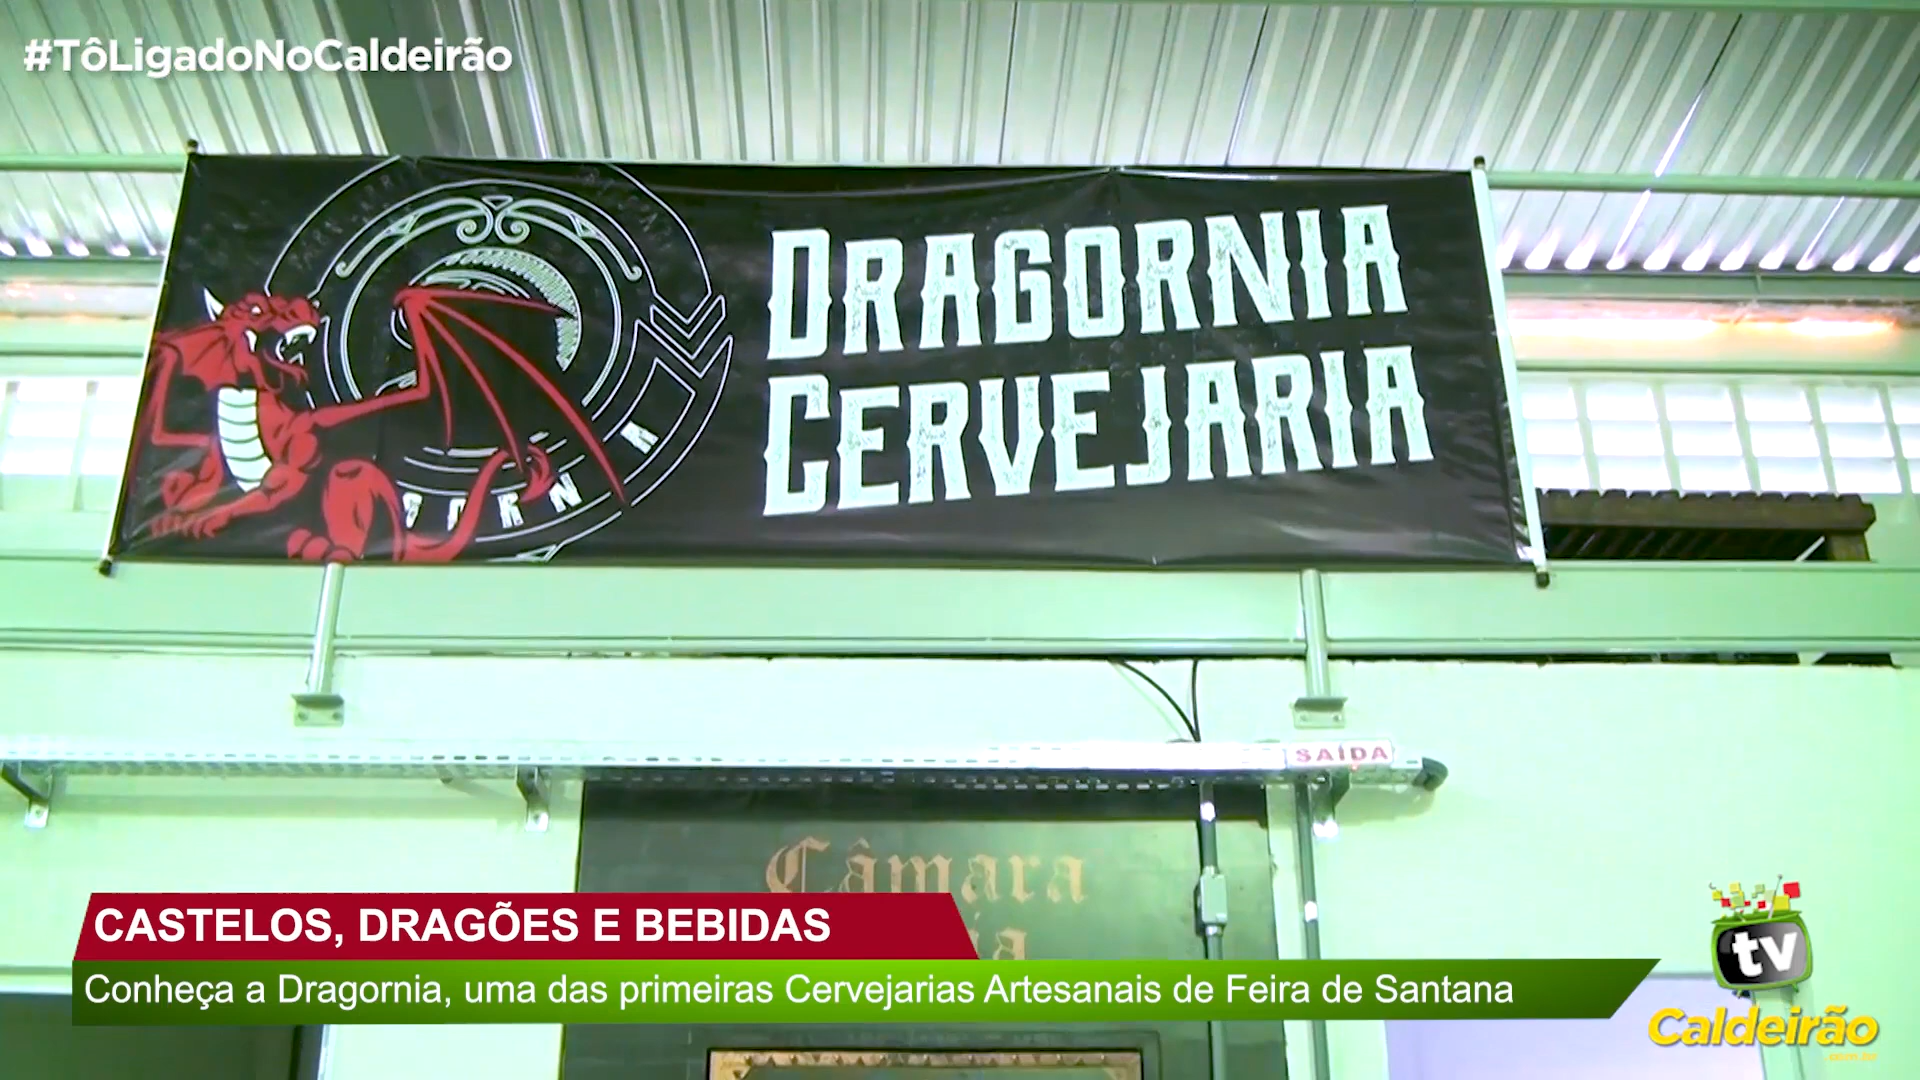 #TôLigadoNoCaldeirão
DRAGORNIA
CERVEJARIA
GORNIA
SAÍDA
Câmara
CASTELOS, DRAGÕES E BEBIDAS
Conheça a Dragornia, uma das primeiras Cervejarias Artesanais de Feira de Santana
tv
Caldeirão